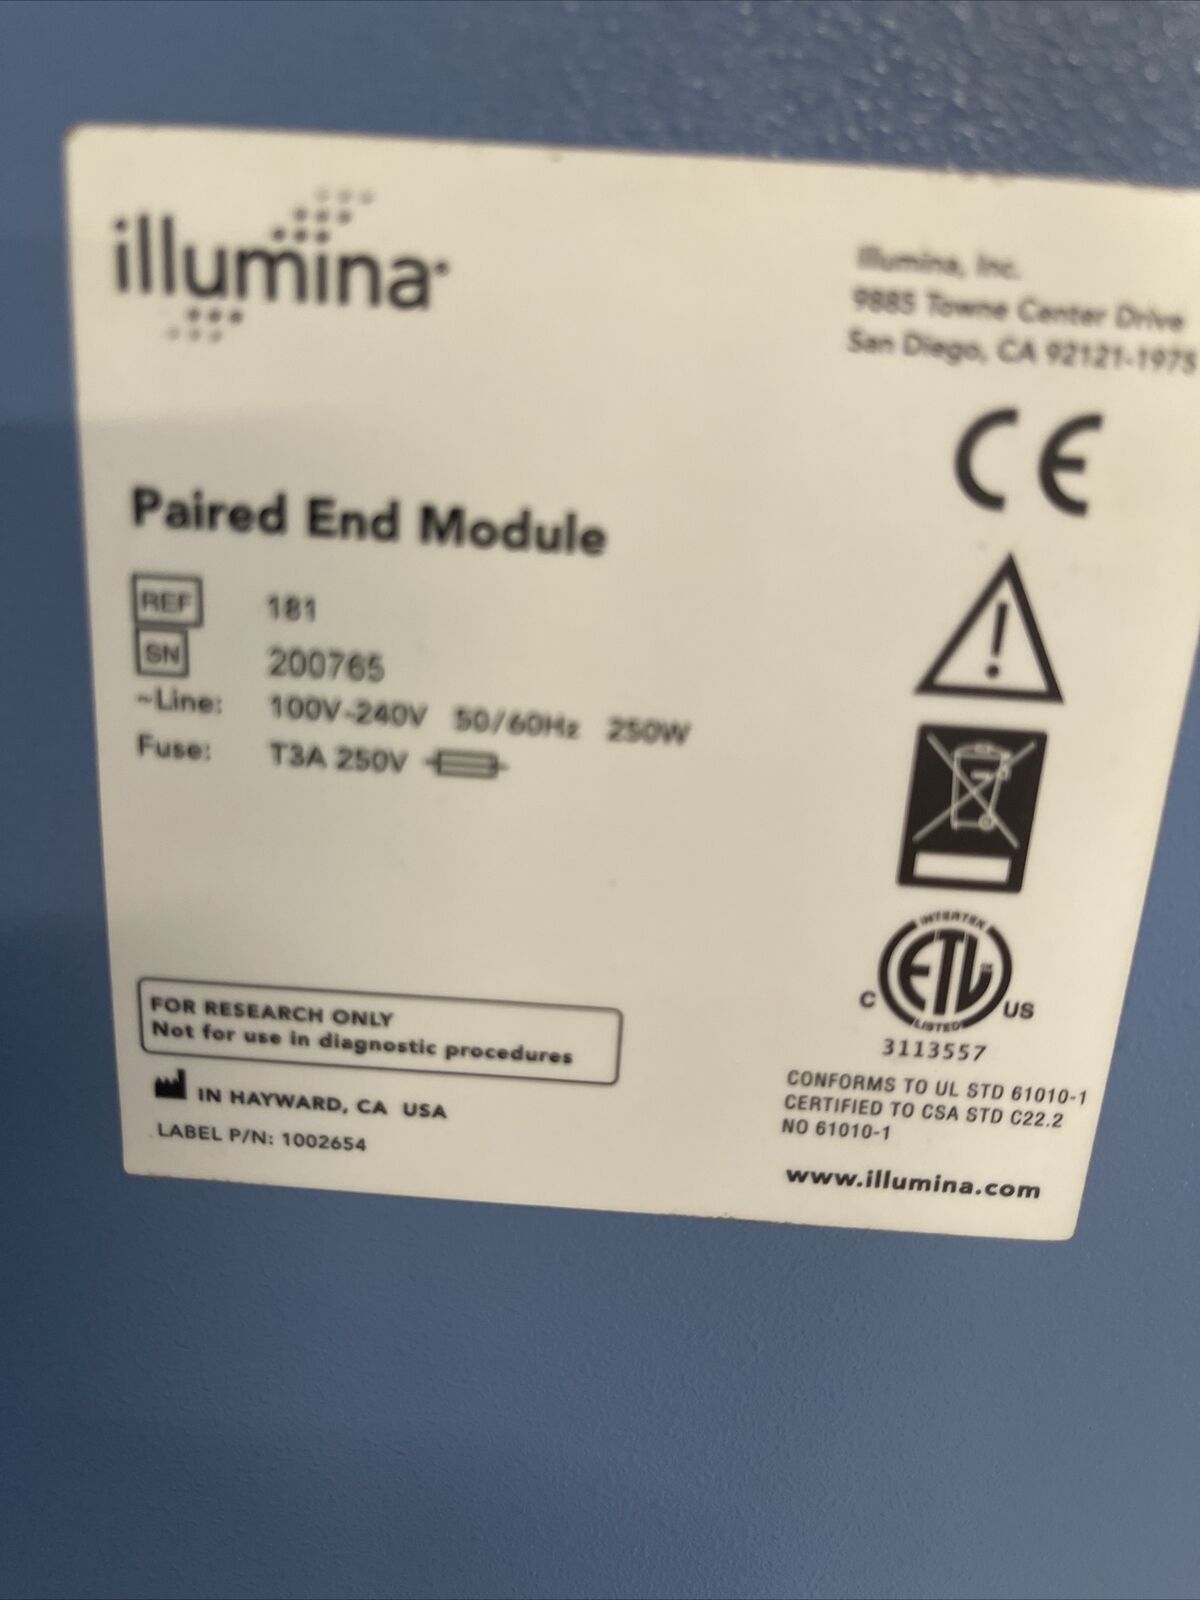 illumina
Illumina, Inc.
9885 Towne Center Drive
San Diego, CA 92121-1975
CE
Paired End Module
REF 181
SN 200765
~Line: 100V-240V 50/60Hz 250W
Fuse: T3A 250V
INTERTEK
ETL
C US
LISTED
3113557
FOR RESEARCH ONLY
Not for use in diagnostic procedures
IN HAYWARD, CA USA
LABEL P/N: 1002654
CONFORMS TO UL STD 61010-1
CERTIFIED TO CSA STD C22.2
NO 61010-1
www.illumina.com